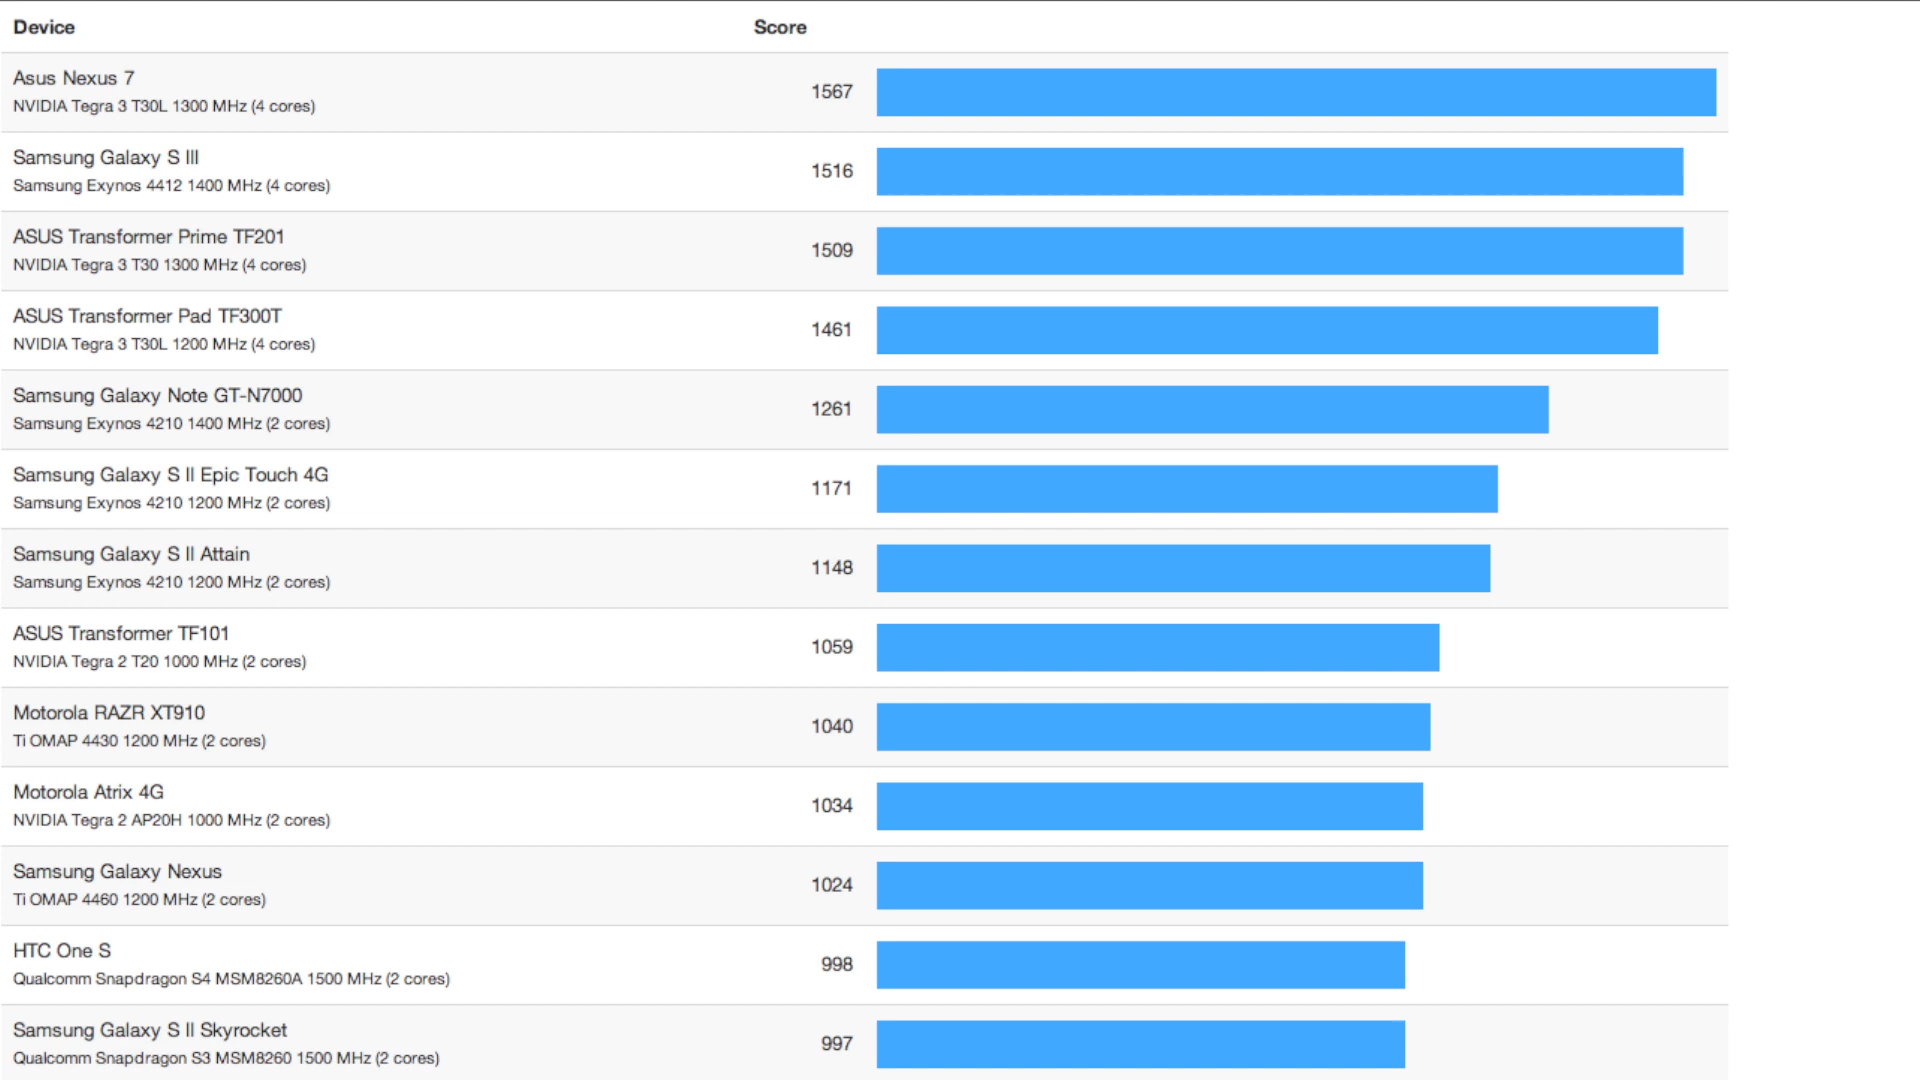 Device Score
Asus Nexus 7
NVIDIA Tegra 3 T30L 1300 MHz (4 cores)
1567
Samsung Galaxy S III
Samsung Exynos 4412 1400 MHz (4 cores)
1516
ASUS Transformer Prime TF201
NVIDIA Tegra 3 T30 1300 MHz (4 cores)
1509
ASUS Transformer Pad TF300T
NVIDIA Tegra 3 T30L 1200 MHz (4 cores)
1461
Samsung Galaxy Note GT-N7000
Samsung Exynos 4210 1400 MHz (2 cores)
1261
Samsung Galaxy S II Epic Touch 4G
Samsung Exynos 4210 1200 MHz (2 cores)
1171
Samsung Galaxy S II Attain
Samsung Exynos 4210 1200 MHz (2 cores)
1148
ASUS Transformer TF101
NVIDIA Tegra 2 T20 1000 MHz (2 cores)
1059
Motorola RAZR XT910
Ti OMAP 4430 1200 MHz (2 cores)
1040
Motorola Atrix 4G
NVIDIA Tegra 2 AP20H 1000 MHz (2 cores)
1034
Samsung Galaxy Nexus
Ti OMAP 4460 1200 MHz (2 cores)
1024
HTC One S
Qualcomm Snapdragon S4 MSM8260A 1500 MHz (2 cores)
998
Samsung Galaxy S II Skyrocket
Qualcomm Snapdragon S3 MSM8260 1500 MHz (2 cores)
997